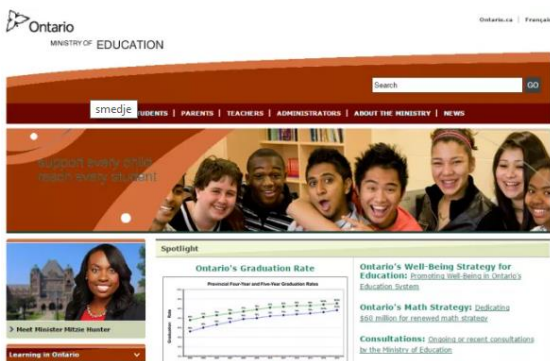 Ontario
MINISTRY OF EDUCATION
Ontario.ca | Français
Search GO
smedje
UDENTS | PARENTS | TEACHERS | ADMINISTRATORS | ABOUT THE MINISTRY | NEWS
support every child
reach every student
Spotlight
Ontario's Graduation Rate
Provincial Four-Year and Five-Year Graduation Rates
Graduation Rate
Ontario's Well-Being Strategy for
Education: Promoting Well-Being in Ontario's
Education System
Ontario's Math Strategy: Dedicating
$60 million for renewed math strategy
Consultations: Ongoing or recent consultations
by the Ministry of Education
> Meet Minister Mitzie Hunter
Learning in Ontario